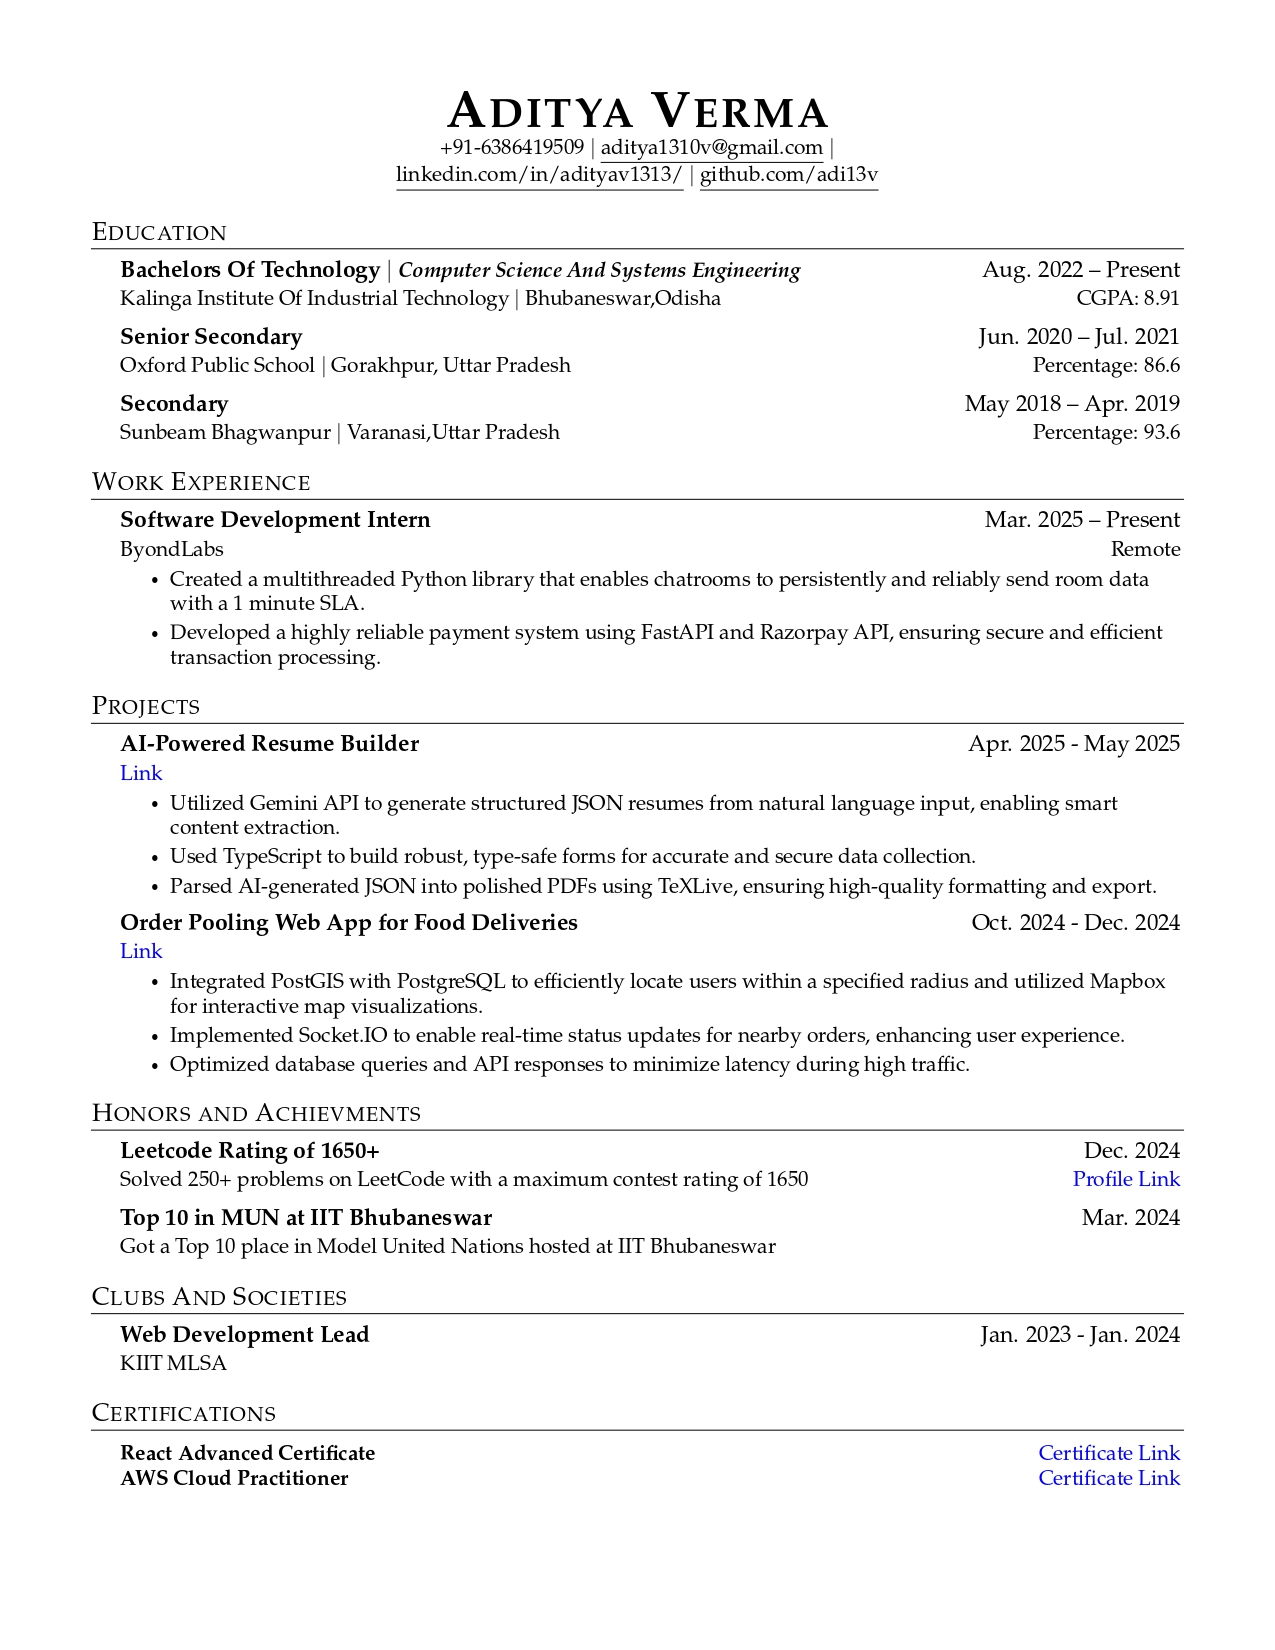 Aditya Verma
+91-6386419509 | aditya1310v@gmail.com |
linkedin.com/in/adityav1313/ | github.com/adi13v
Education
Bachelors Of Technology | Computer Science And Systems Engineering Aug. 2022 – Present
Kalinga Institute Of Industrial Technology | Bhubaneswar,Odisha CGPA: 8.91
Senior Secondary Jun. 2020 – Jul. 2021
Oxford Public School | Gorakhpur, Uttar Pradesh Percentage: 86.6
Secondary May 2018 – Apr. 2019
Sunbeam Bhagwanpur | Varanasi,Uttar Pradesh Percentage: 93.6
Work Experience
Software Development Intern Mar. 2025 – Present
ByondLabs Remote
• Created a multithreaded Python library that enables chatrooms to persistently and reliably send room data
with a 1 minute SLA.
• Developed a highly reliable payment system using FastAPI and Razorpay API, ensuring secure and efficient
transaction processing.
Projects
AI-Powered Resume Builder Apr. 2025 - May 2025
Link
• Utilized Gemini API to generate structured JSON resumes from natural language input, enabling smart
content extraction.
• Used TypeScript to build robust, type-safe forms for accurate and secure data collection.
• Parsed AI-generated JSON into polished PDFs using TeXLive, ensuring high-quality formatting and export.
Order Pooling Web App for Food Deliveries Oct. 2024 - Dec. 2024
Link
• Integrated PostGIS with PostgreSQL to efficiently locate users within a specified radius and utilized Mapbox
for interactive map visualizations.
• Implemented Socket.IO to enable real-time status updates for nearby orders, enhancing user experience.
• Optimized database queries and API responses to minimize latency during high traffic.
Honors and Achievments
Leetcode Rating of 1650+ Dec. 2024
Solved 250+ problems on LeetCode with a maximum contest rating of 1650 Profile Link
Top 10 in MUN at IIT Bhubaneswar Mar. 2024
Got a Top 10 place in Model United Nations hosted at IIT Bhubaneswar
Clubs And Societies
Web Development Lead Jan. 2023 - Jan. 2024
KIIT MLSA
Certifications
React Advanced Certificate Certificate Link
AWS Cloud Practitioner Certificate Link